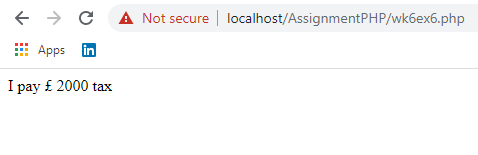 Not secure | localhost/AssignmentPHP/wk6ex6.php
Apps in
I pay £ 2000 tax